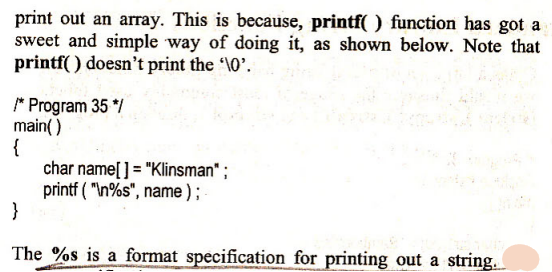 print out an array. This is because, printf( ) function has got a
sweet and simple way of doing it, as shown below. Note that
printf( ) doesn't print the '\0'.
/* Program 35 */
main( )
{
char name[ ] = "Klinsman" ;
printf ( "\n%s", name ) ;
}
The %s is a format specification for printing out a string.